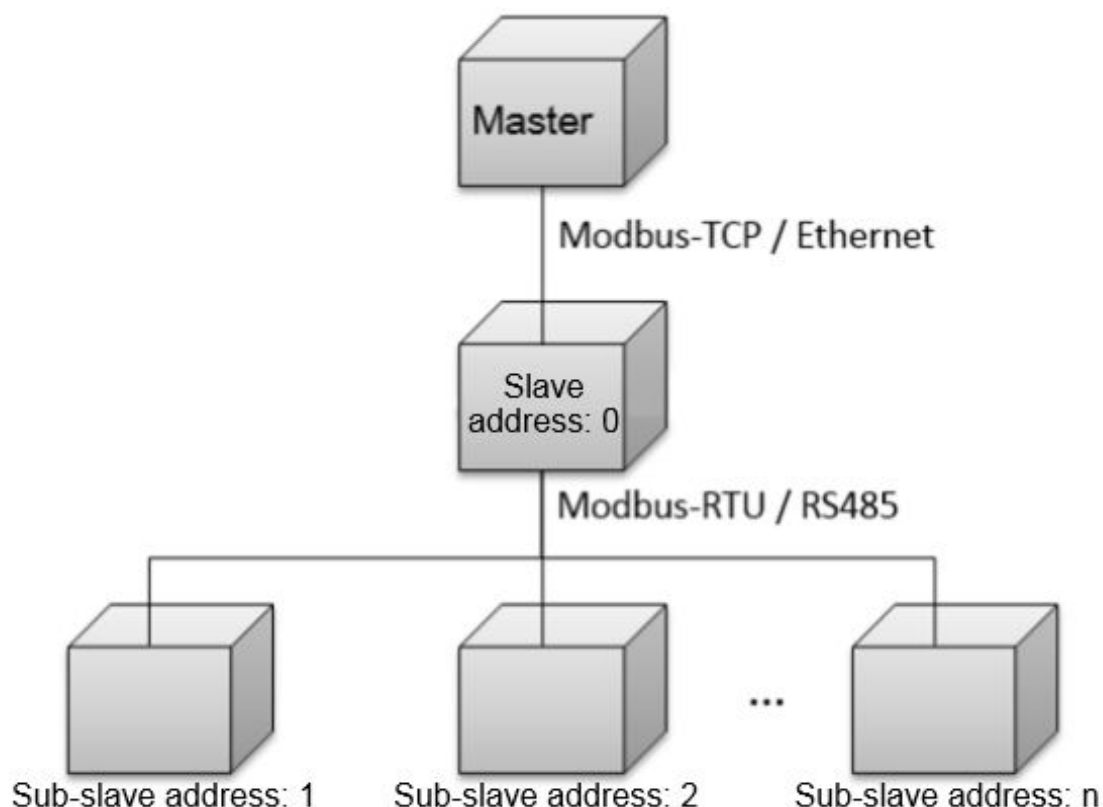 Master
Modbus-TCP / Ethernet
Slave
address: 0
Modbus-RTU / RS485
...
Sub-slave address: 1
Sub-slave address: 2
Sub-slave address: n